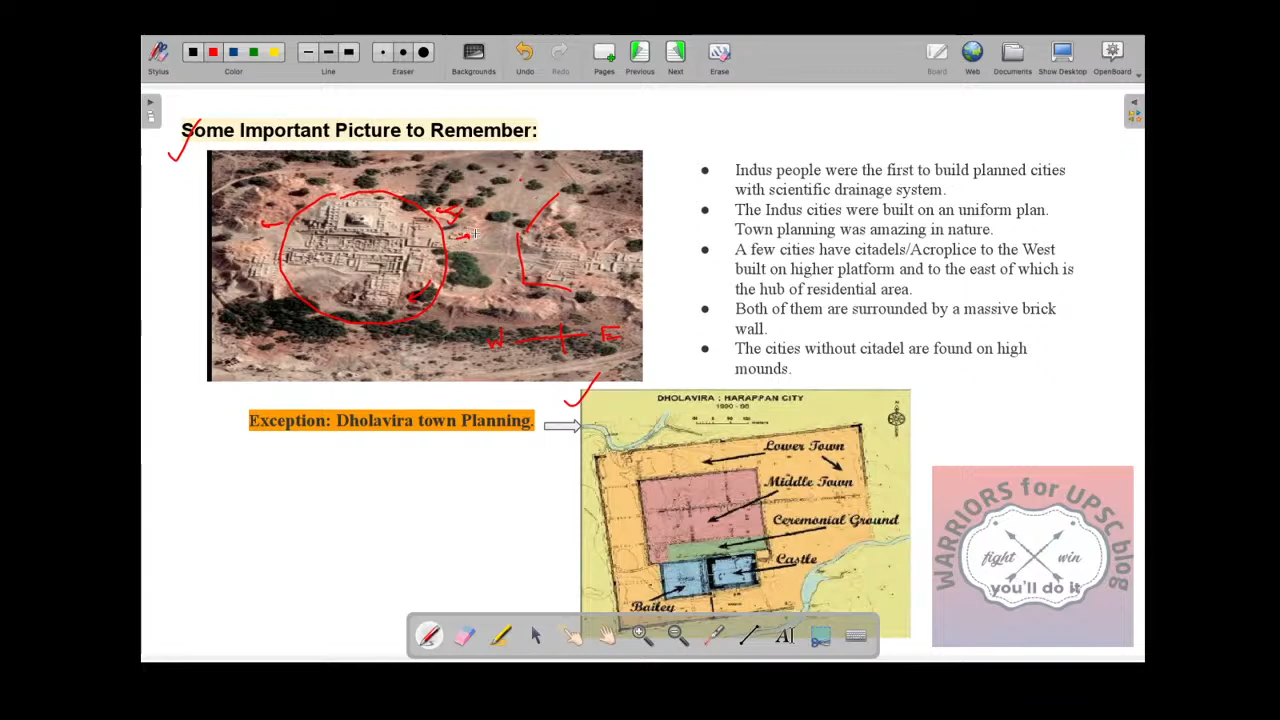 Stylus
Color
Line
Eraser
Backgrounds
Undo
Redo
Pages
Previous
Next
Erase
Board
Web
Documents
Show Desktop
OpenBoard
Some Important Picture to Remember:
W E
● Indus people were the first to build planned cities
with scientific drainage system.
● The Indus cities were built on an uniform plan.
Town planning was amazing in nature.
● A few cities have citadels/Acroplice to the West
built on higher platform and to the east of which is
the hub of residential area.
● Both of them are surrounded by a massive brick
wall.
● The cities without citadel are found on high
mounds.
Exception: Dholavira town Planning.
DHOLAVIRA : HARAPPAN CITY
Lower Town
Middle Town
Ceremonial Ground
Castle
Bailey
WARRIORS for UPSC blog
fight win
you'll do it
AI